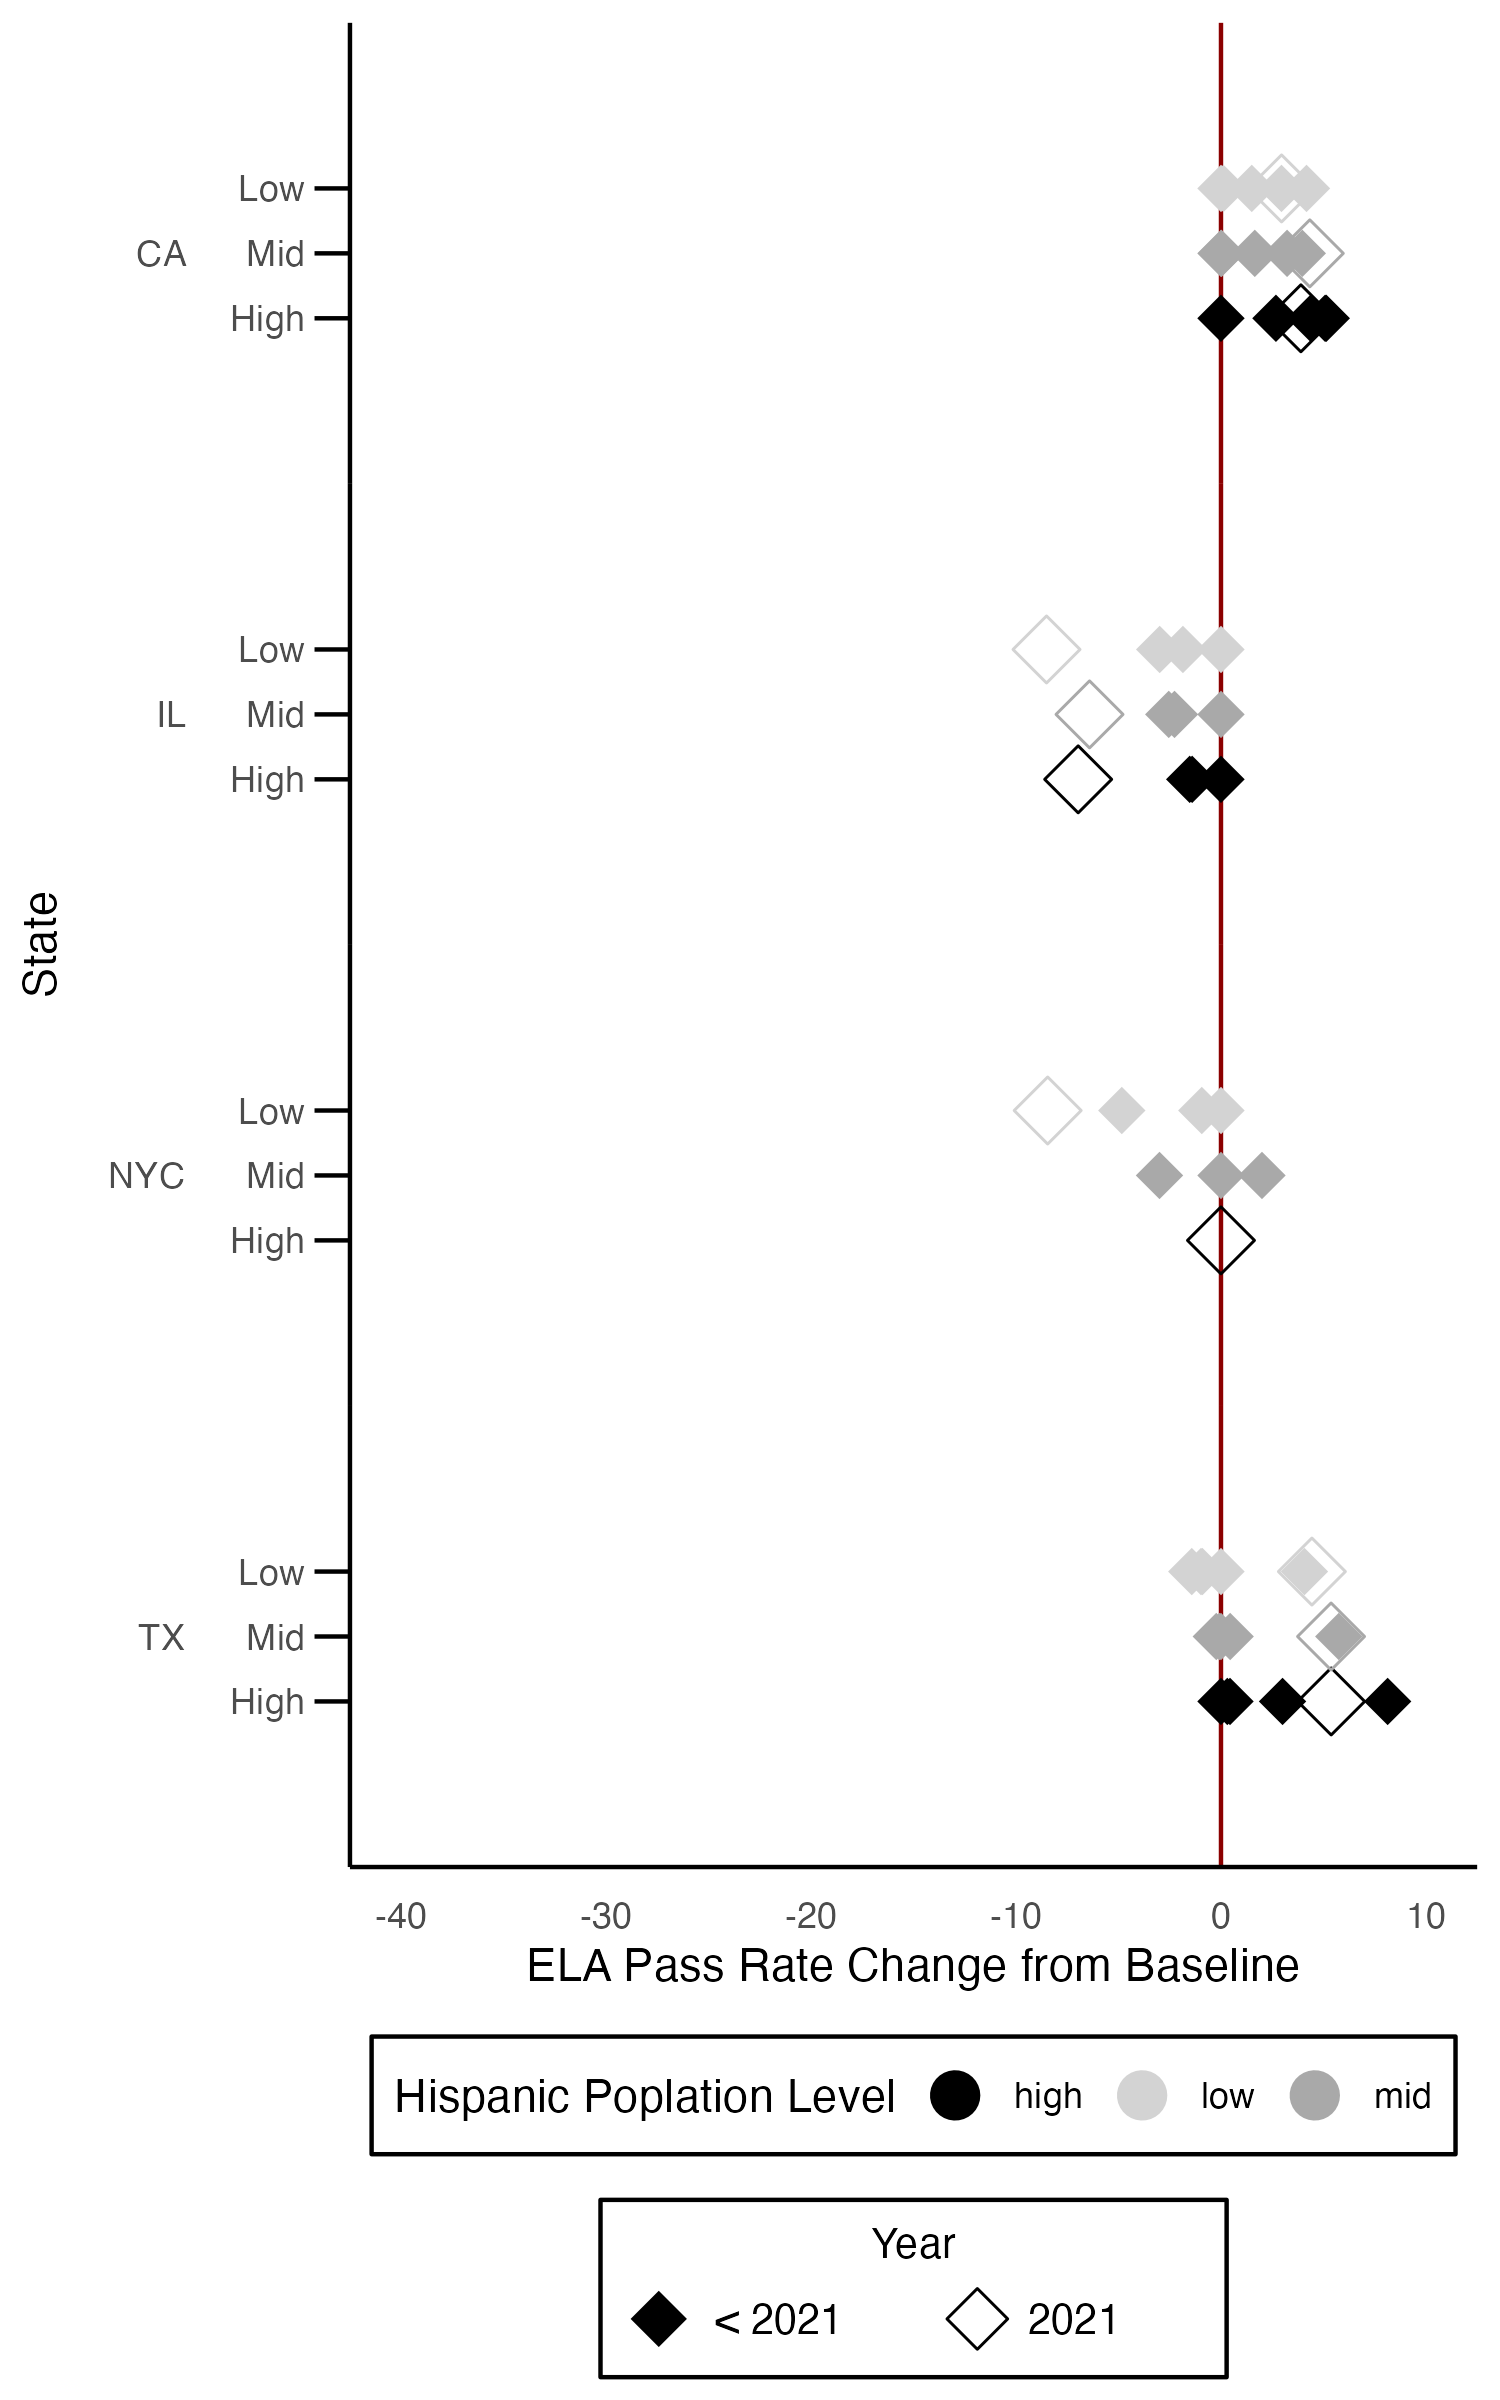 Low
CA Mid
High
Low
IL Mid
High
State
Low
NYC Mid
High
Low
TX Mid
High
-40 -30 -20 -10 0 10
ELA Pass Rate Change from Baseline
Hispanic Poplation Level high low mid
Year
< 2021 2021